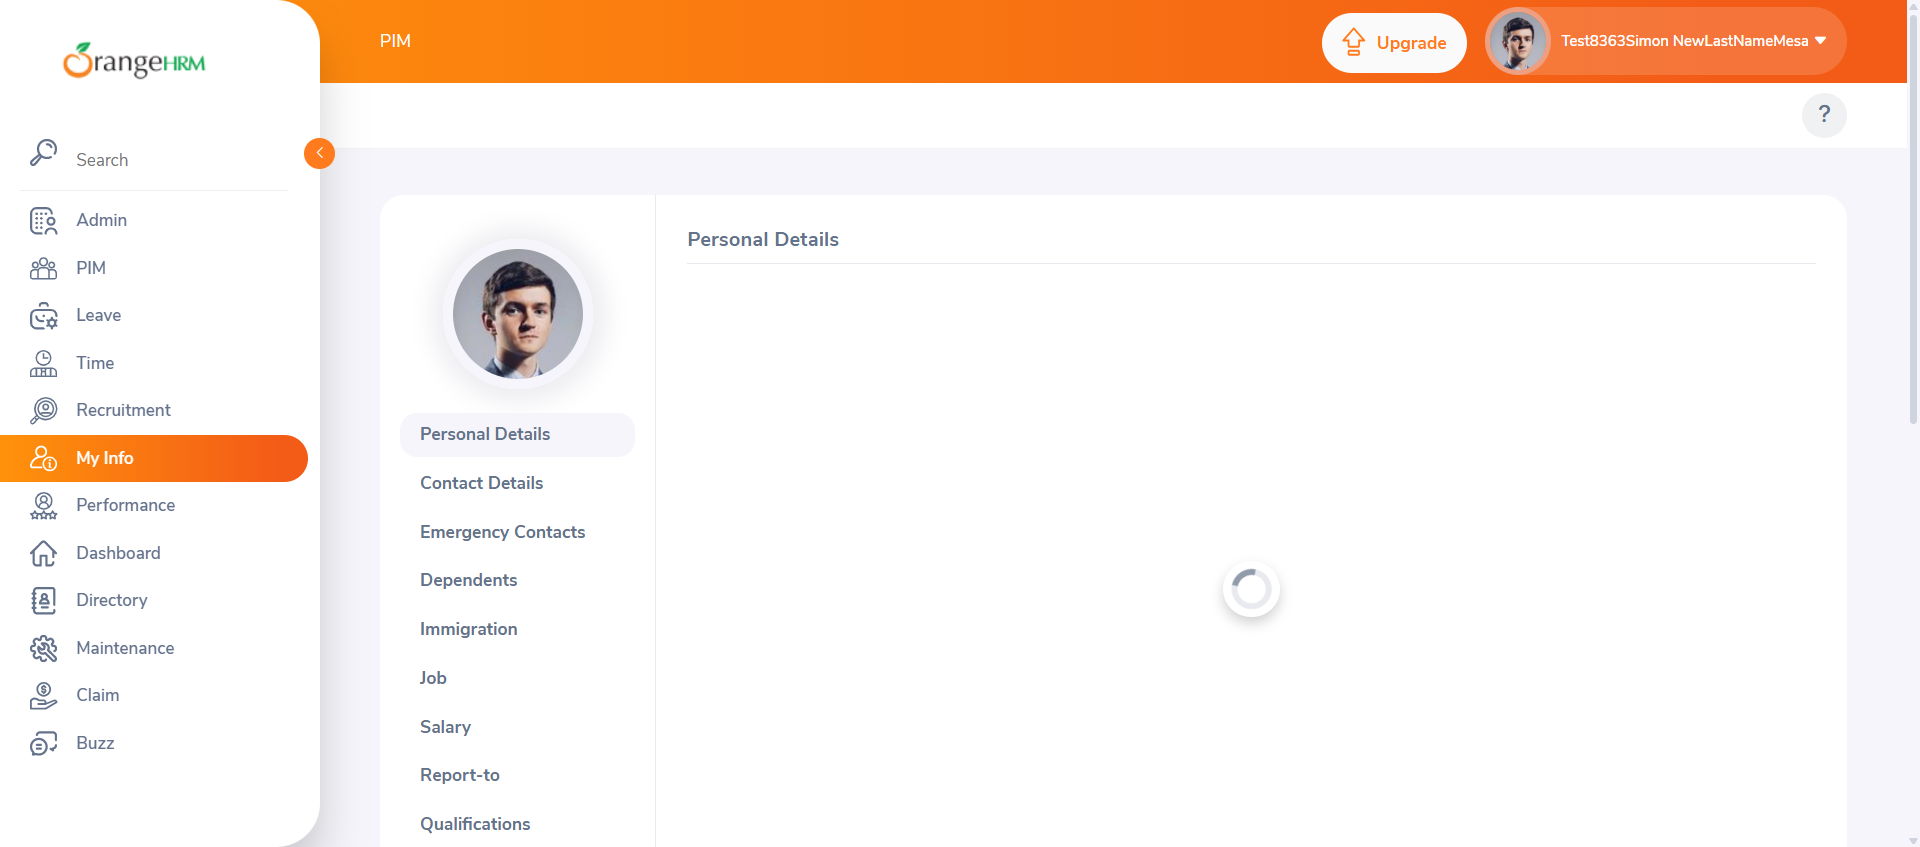 OrangeHRM
Search
Admin
PIM
Leave
Time
Recruitment
My Info
Performance
Dashboard
Directory
Maintenance
Claim
Buzz
PIM
Upgrade
Test8363Simon NewLastNameMesa
?
Personal Details
Contact Details
Emergency Contacts
Dependents
Immigration
Job
Salary
Report-to
Qualifications
Personal Details